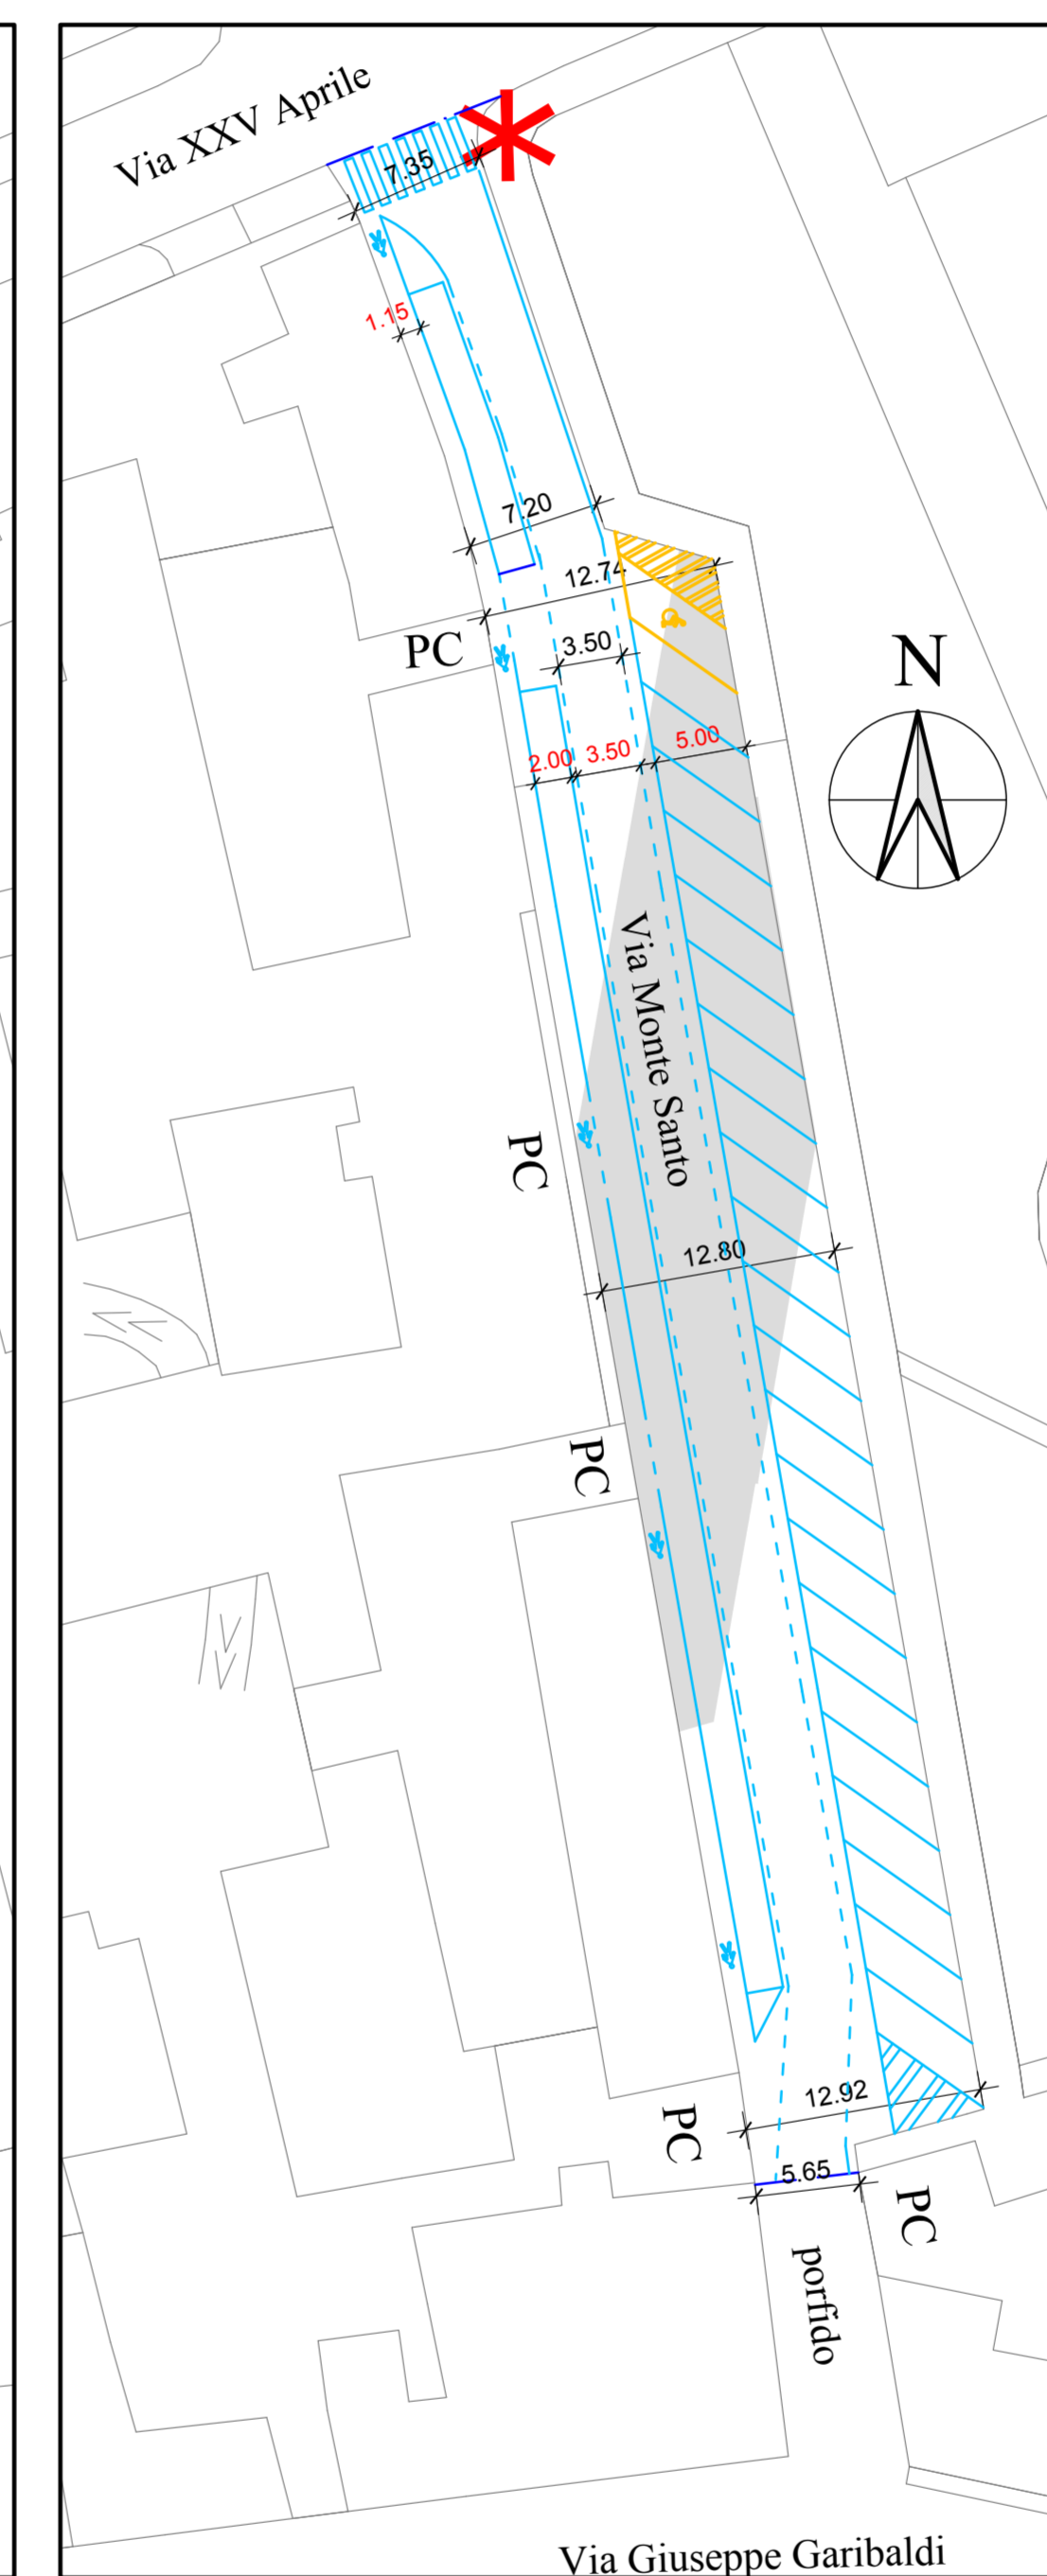 Via XXV Aprile
7.35
1.15
7.20
12.74
PC
3.50
N
2.00
3.50
5.00
Via Monte Santo
PC
12.80
PC
12.92
PC
5.65
PC
porfido
Via Giuseppe Garibaldi